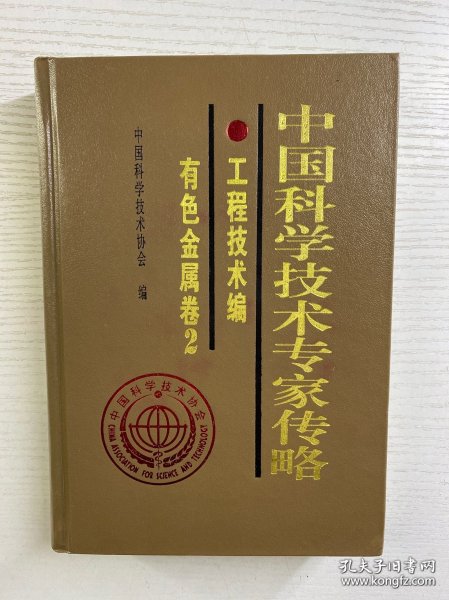 中国科学技术专家传略
工程技术编
有色金属卷2
中国科学技术协会 编
中国科学技术协会
CHINA ASSOCIATION FOR SCIENCE AND TECHNOLOGY
孔夫子旧书网
www.kongfz.com